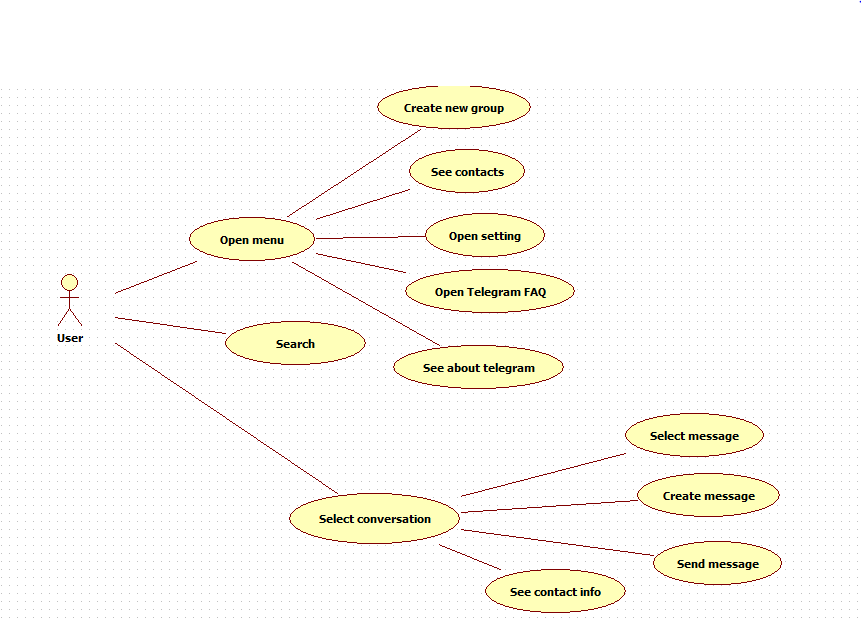 Create new group
See contacts
Open menu
Open setting
Open Telegram FAQ
User
Search
See about telegram
Select message
Create message
Select conversation
Send message
See contact info